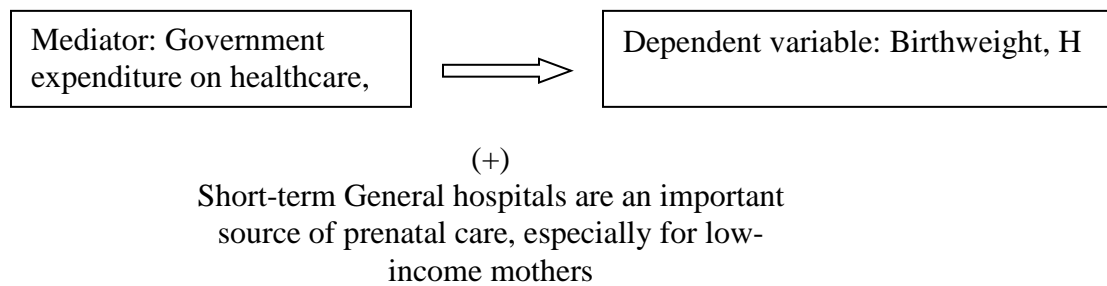 Mediator: Government
expenditure on healthcare,
Dependent variable: Birthweight, H
(+)
Short-term General hospitals are an important
source of prenatal care, especially for low-
income mothers